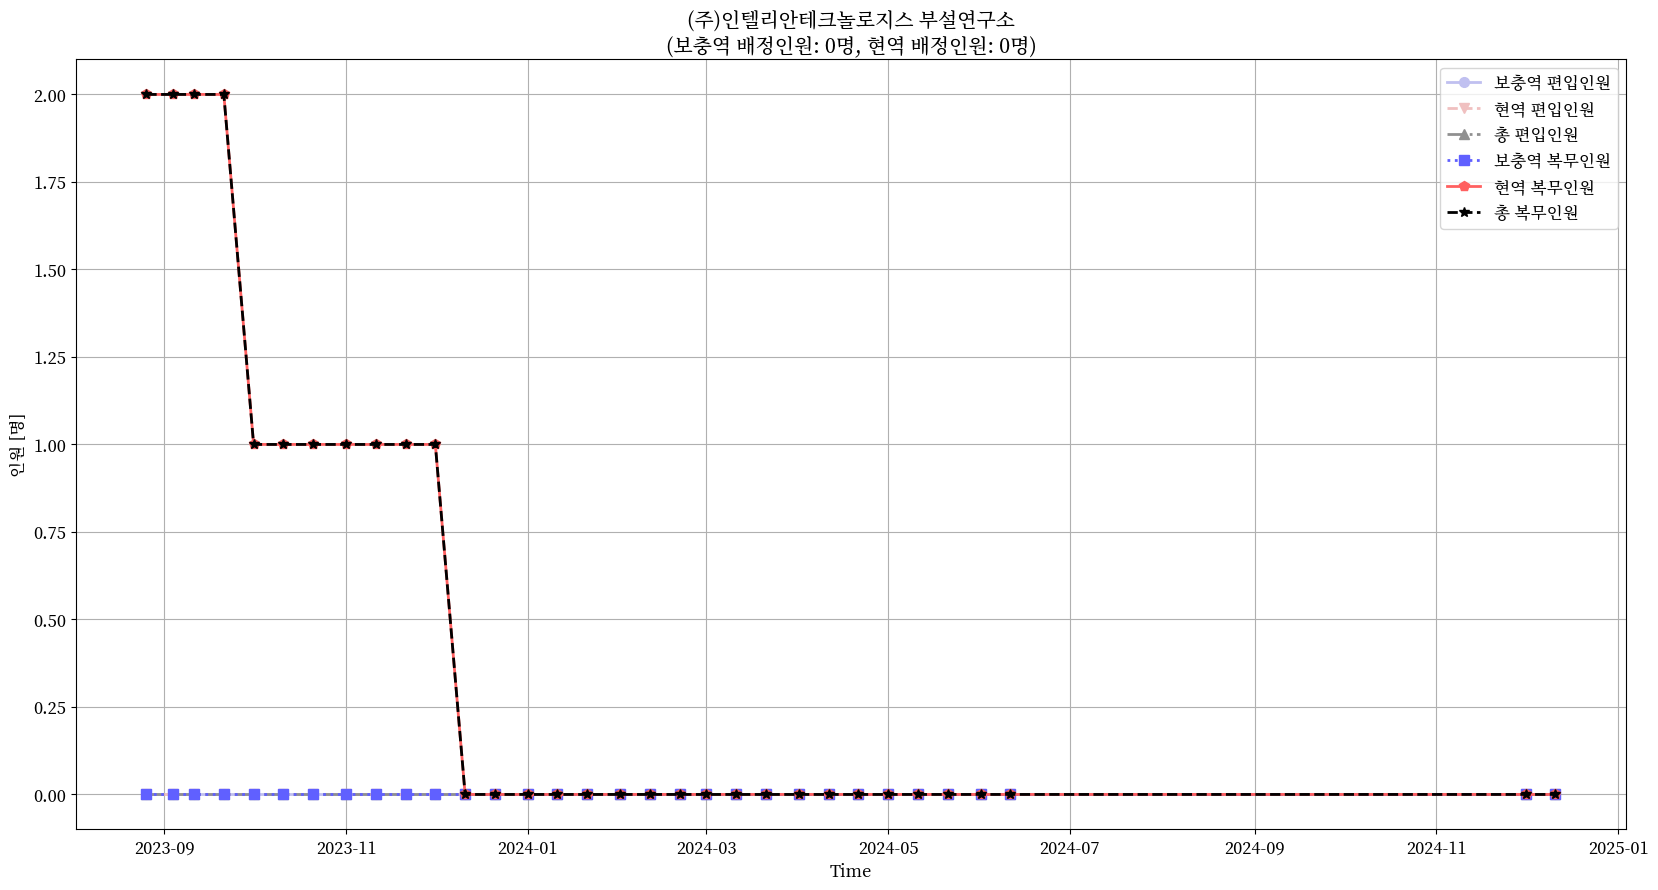 (주)인텔리안테크놀로지스 부설연구소
(보충역 배정인원: 0명, 현역 배정인원: 0명)
보충역 편입인원
현역 편입인원
총 편입인원
보충역 복무인원
현역 복무인원
총 복무인원
인원 [명]
2.00
1.75
1.50
1.25
1.00
0.75
0.50
0.25
0.00
2023-09
2023-11
2024-01
2024-03
2024-05
2024-07
2024-09
2024-11
2025-01
Time